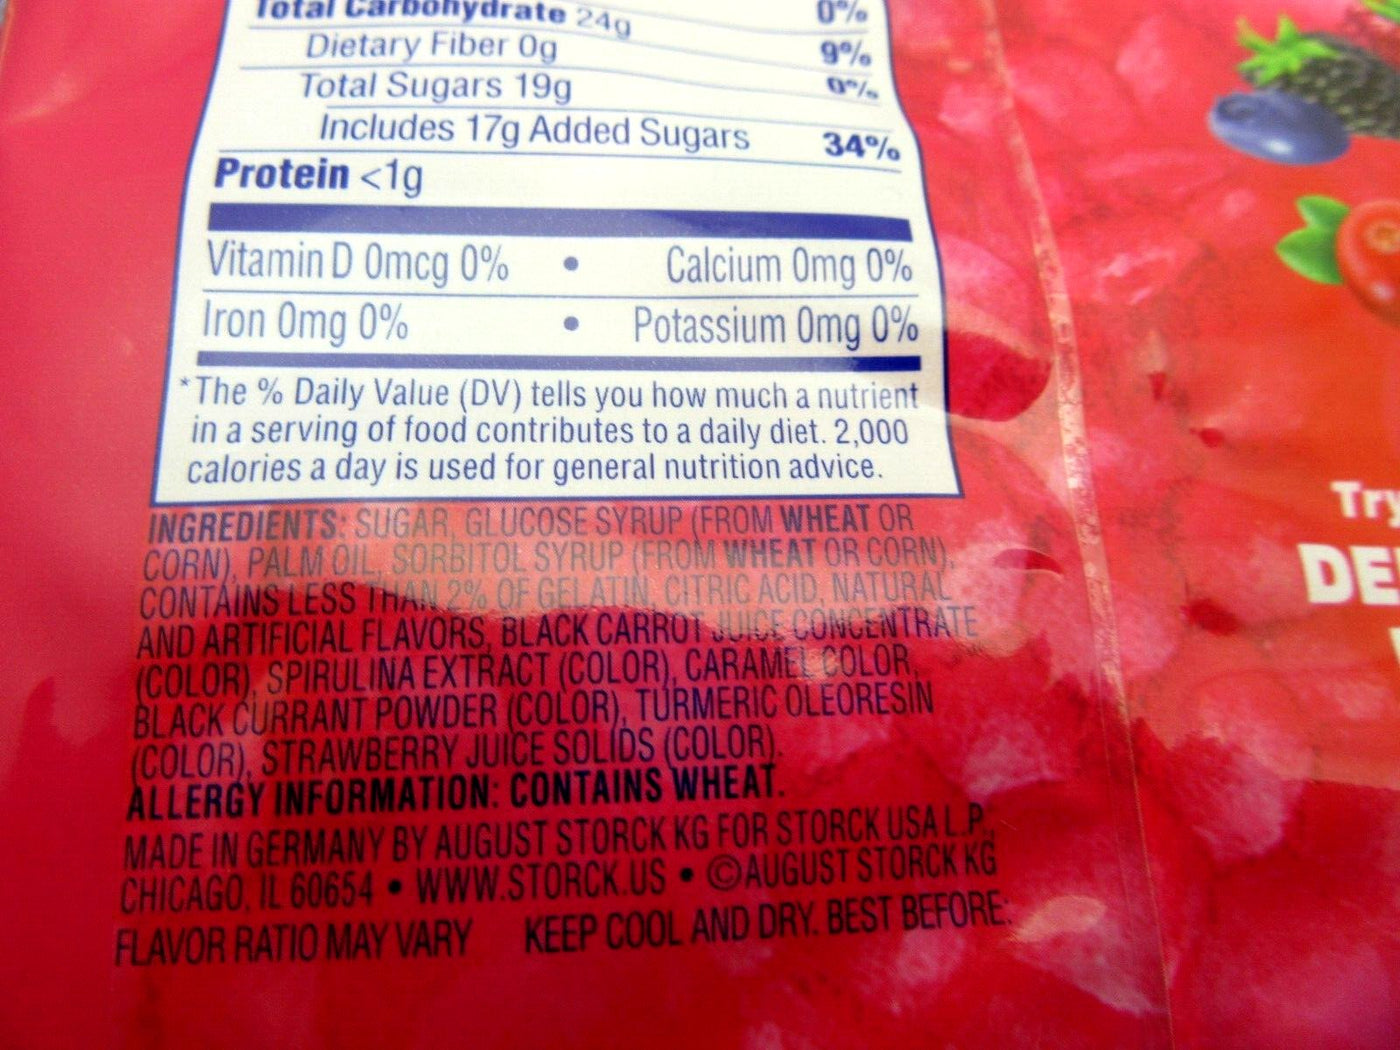 Total Carbohydrate 24g 0%
Dietary Fiber 0g 9%
Total Sugars 19g 0%
Includes 17g Added Sugars 34%
Protein <1g
Vitamin D 0mcg 0% • Calcium 0mg 0%
Iron 0mg 0% • Potassium 0mg 0%
*The % Daily Value (DV) tells you how much a nutrient
in a serving of food contributes to a daily diet. 2,000
calories a day is used for general nutrition advice.
INGREDIENTS: SUGAR, GLUCOSE SYRUP (FROM WHEAT OR
CORN), PALM OIL, SORBITOL SYRUP (FROM WHEAT OR CORN),
CONTAINS LESS THAN 2% OF GELATIN, CITRIC ACID, NATURAL
AND ARTIFICIAL FLAVORS, BLACK CARROT JUICE CONCENTRATE
(COLOR), SPIRULINA EXTRACT (COLOR), CARAMEL COLOR,
BLACK CURRANT POWDER (COLOR), TURMERIC OLEORESIN
(COLOR), STRAWBERRY JUICE SOLIDS (COLOR).
ALLERGY INFORMATION: CONTAINS WHEAT.
MADE IN GERMANY BY AUGUST STORCK KG FOR STORCK USA L.P.,
CHICAGO, IL 60654 • WWW.STORCK.US • ©AUGUST STORCK KG
FLAVOR RATIO MAY VARY KEEP COOL AND DRY. BEST BEFORE:
Try
DE